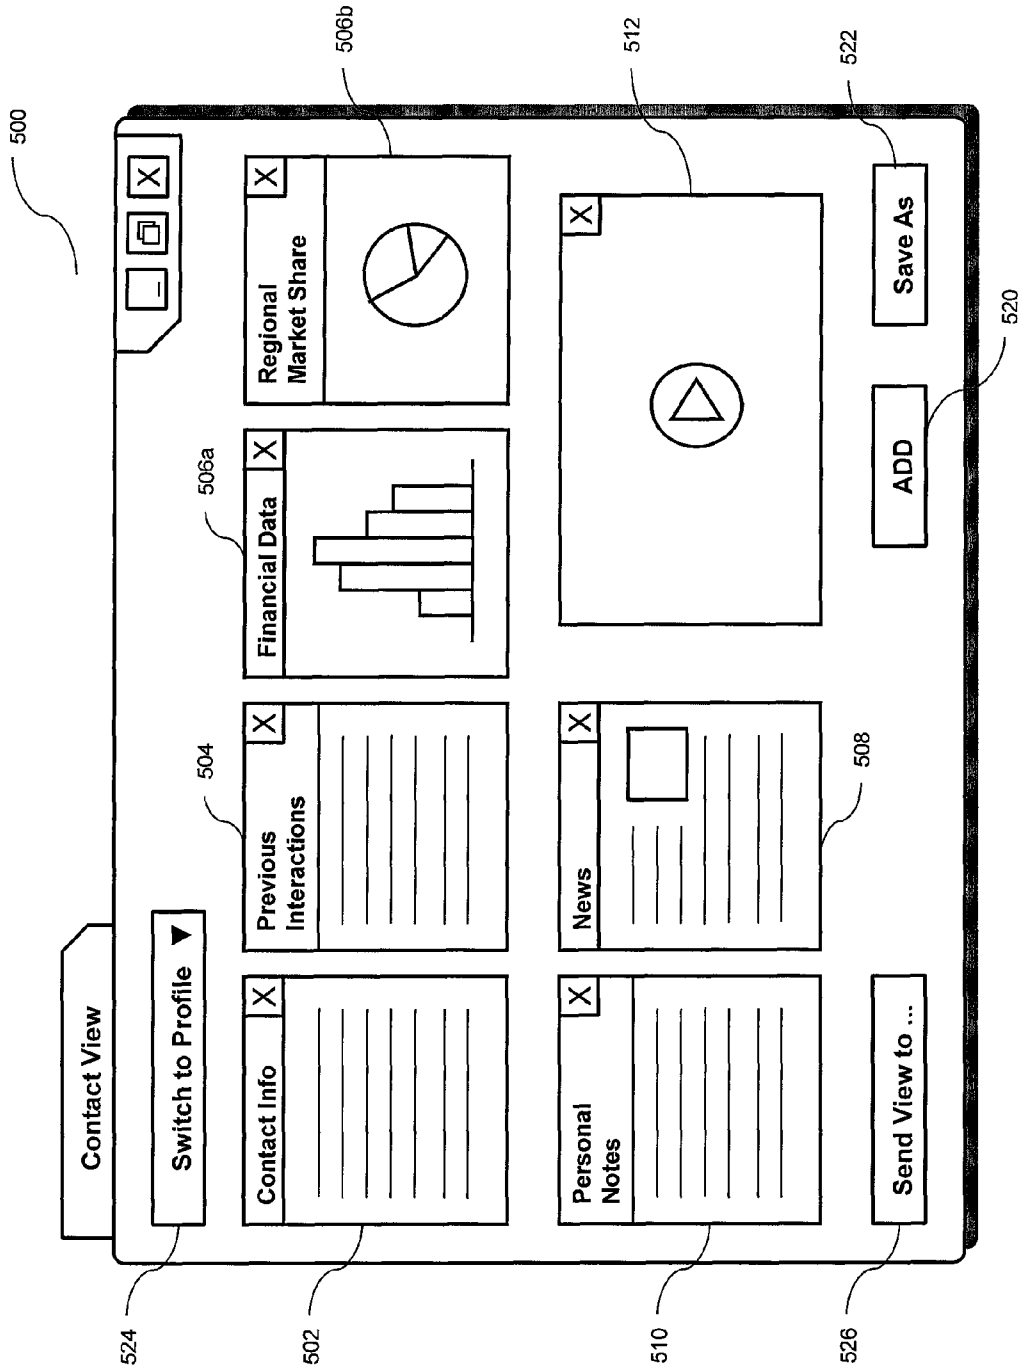 500
Contact View
524
Switch to Profile ▼
_
X
504
506a
506b
Contact Info
X
Previous
Interactions
X
Financial Data
X
Regional
Market Share
X
502
Personal
Notes
X
News
X
X
512
510
508
Send View to ...
ADD
Save As
522
526
520